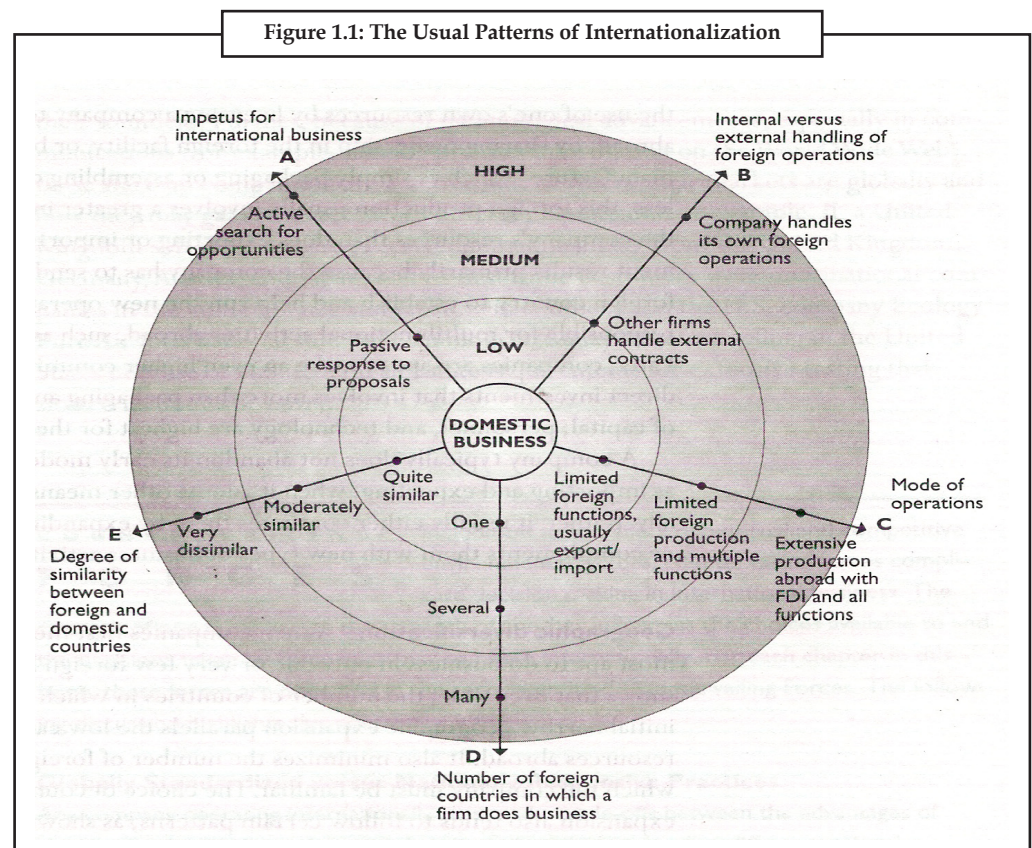 Figure 1.1: The Usual Patterns of Internationalization
Impetus for
international business
A
Internal versus
external handling of
foreign operations
B
HIGH
Active
search for
opportunities
Company handles
its own foreign
operations
MEDIUM
Passive
response to
proposals
LOW
Other firms
handle external
contracts
DOMESTIC
BUSINESS
Quite
similar
Moderately
similar
Very
dissimilar
E
Degree of
similarity
between
foreign and
domestic
countries
One
Several
Many
D
Number of foreign
countries in which a
firm does business
Limited
foreign
functions,
usually
export/
import
Limited
foreign
production
and multiple
functions
Mode of
operations
C
Extensive
production
abroad with
FDI and all
functions